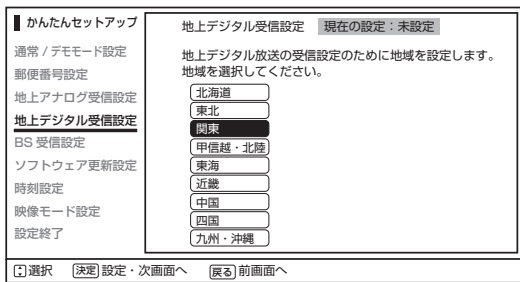 かんたんセットアップ
通常 / デモモード設定
郵便番号設定
地上アナログ受信設定
地上デジタル受信設定
BS 受信設定
ソフトウェア更新設定
時刻設定
映像モード設定
設定終了
地上デジタル受信設定 現在の設定：未設定
地上デジタル放送の受信設定のために地域を設定します。
地域を選択してください。
北海道
東北
関東
甲信越・北陸
東海
近畿
中国
四国
九州・沖縄
選択 決定 設定・次画面へ 戻る 前画面へ